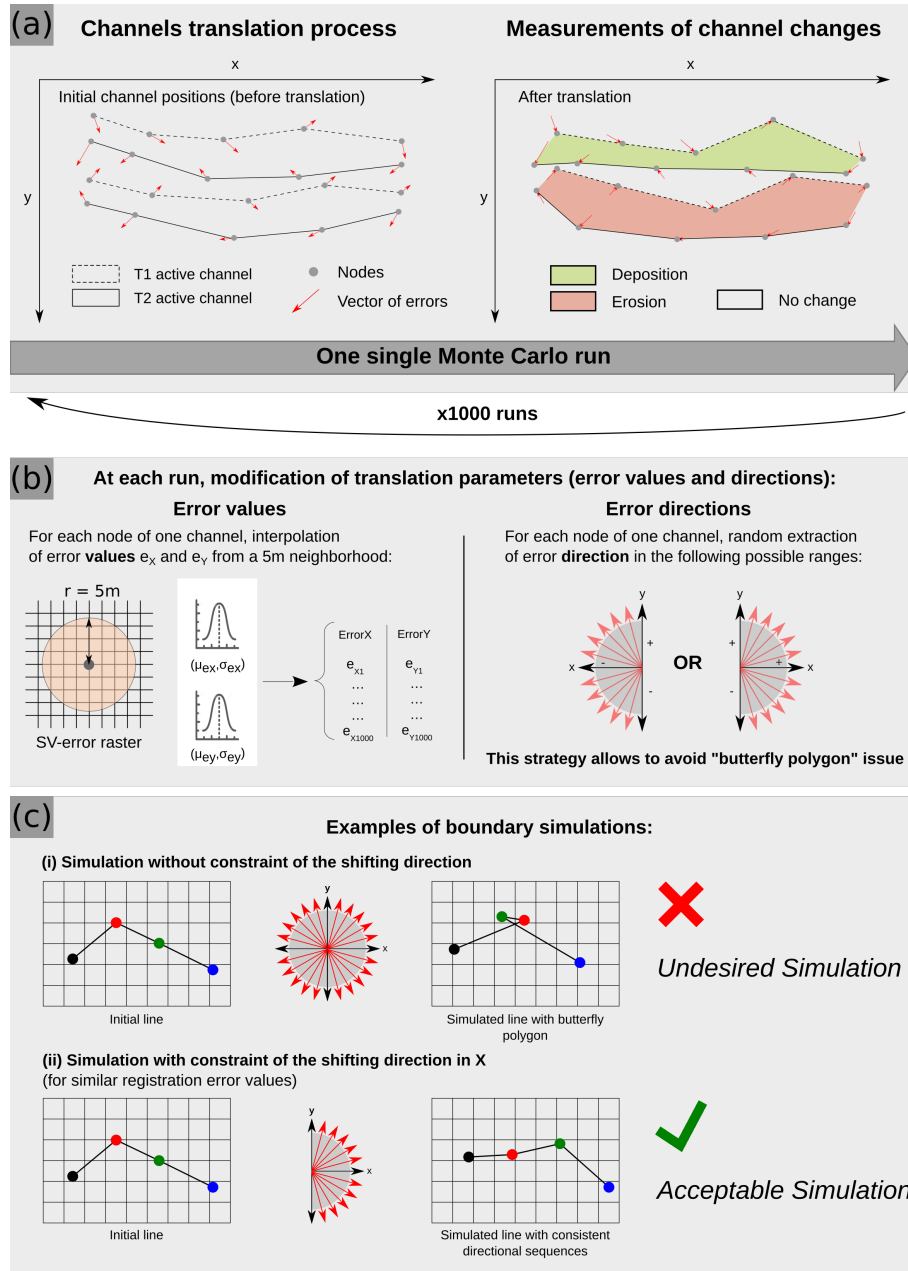 (a)
Channels translation process
Measurements of channel changes
x
x
Initial channel positions (before translation)
After translation
y
y
T1 active channel
T2 active channel
Nodes
Vector of errors
Deposition
Erosion
No change
One single Monte Carlo run
x1000 runs
(b)
At each run, modification of translation parameters (error values and directions):
Error values
For each node of one channel, interpolation
of error values eX and eY from a 5m neighborhood:
r = 5m
SV-error raster
(μex,σex)
(μey,σey)
ErrorX ErrorY
eX1 eY1
... ...
... ...
eX1000 eY1000
Error directions
For each node of one channel, random extraction
of error direction in the following possible ranges:
y
+
x -
-
OR
y
+
+ x
-
This strategy allows to avoid "butterfly polygon" issue
(c)
Examples of boundary simulations:
(i) Simulation without constraint of the shifting direction
y
x
Initial line
Simulated line with butterfly
polygon
Undesired Simulation
(ii) Simulation with constraint of the shifting direction in X
(for similar registration error values)
y
x
Initial line
Simulated line with consistent
directional sequences
Acceptable Simulation